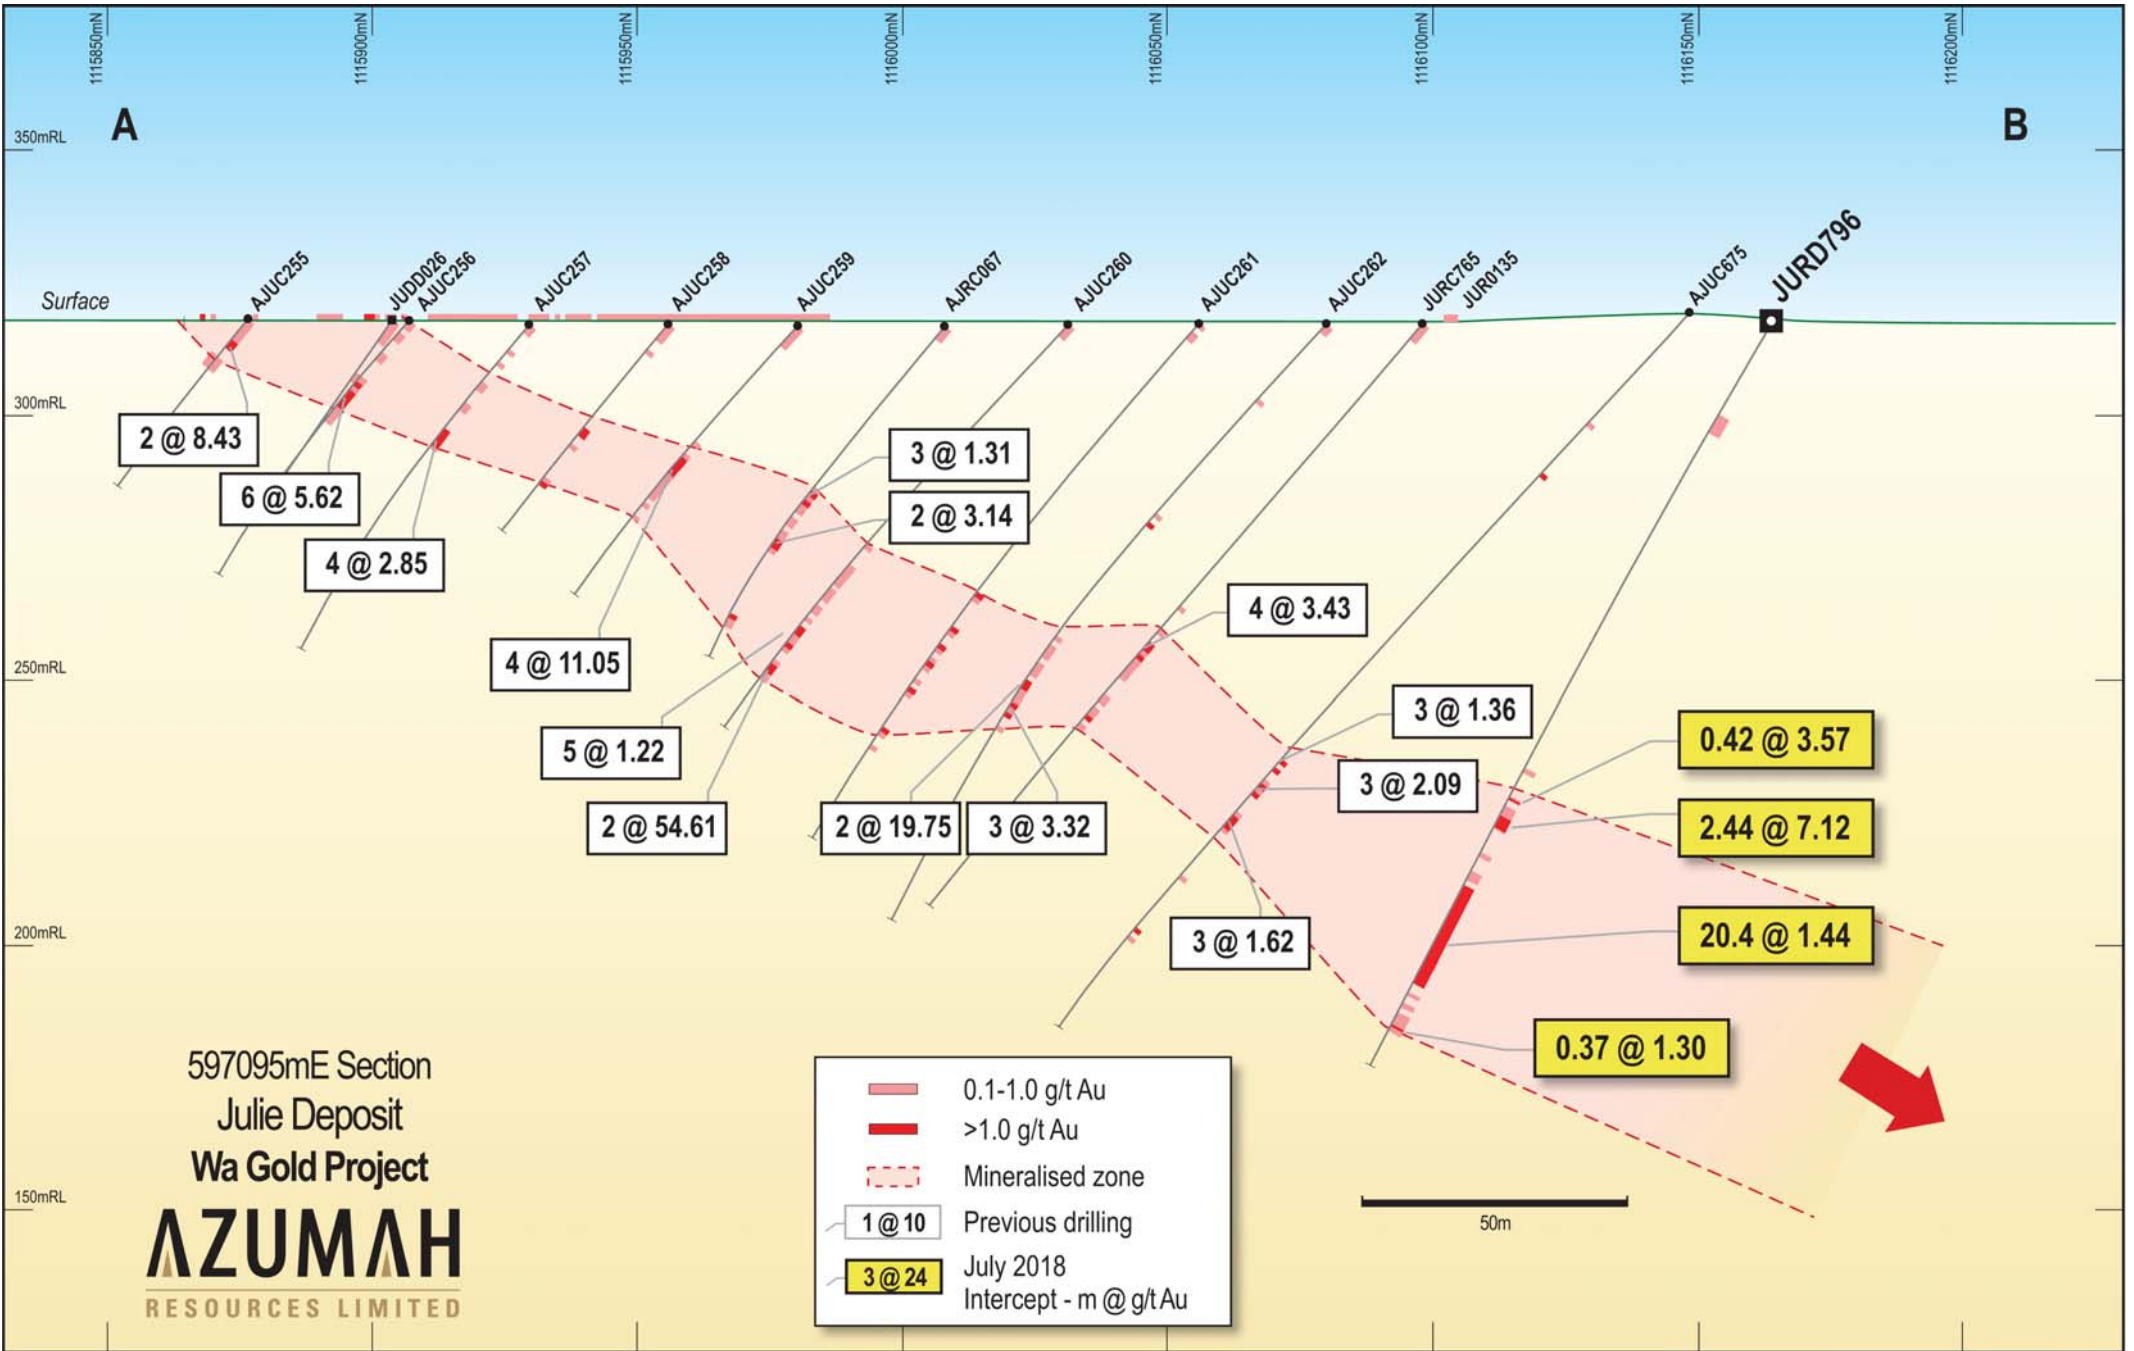 1115850mN
1115900mN
1115950mN
1116000mN
1116050mN
1116100mN
1116150mN
1116200mN
A
B
350mRL
300mRL
250mRL
200mRL
150mRL
Surface
AJUC255
JUDD026
AJUC256
AJUC257
AJUC258
AJUC259
AJRC067
AJUC260
AJUC261
AJUC262
JURC765
JUR0135
AJUC675
JURD796
2 @ 8.43
6 @ 5.62
4 @ 2.85
4 @ 11.05
5 @ 1.22
2 @ 54.61
3 @ 1.31
2 @ 3.14
2 @ 19.75
3 @ 3.32
4 @ 3.43
3 @ 1.36
3 @ 2.09
3 @ 1.62
0.42 @ 3.57
2.44 @ 7.12
20.4 @ 1.44
0.37 @ 1.30
597095mE Section
Julie Deposit
Wa Gold Project
AZUMAH
RESOURCES LIMITED
0.1-1.0 g/t Au
>1.0 g/t Au
Mineralised zone
1 @ 10 Previous drilling
3 @ 24 July 2018
Intercept - m @ g/t Au
50m